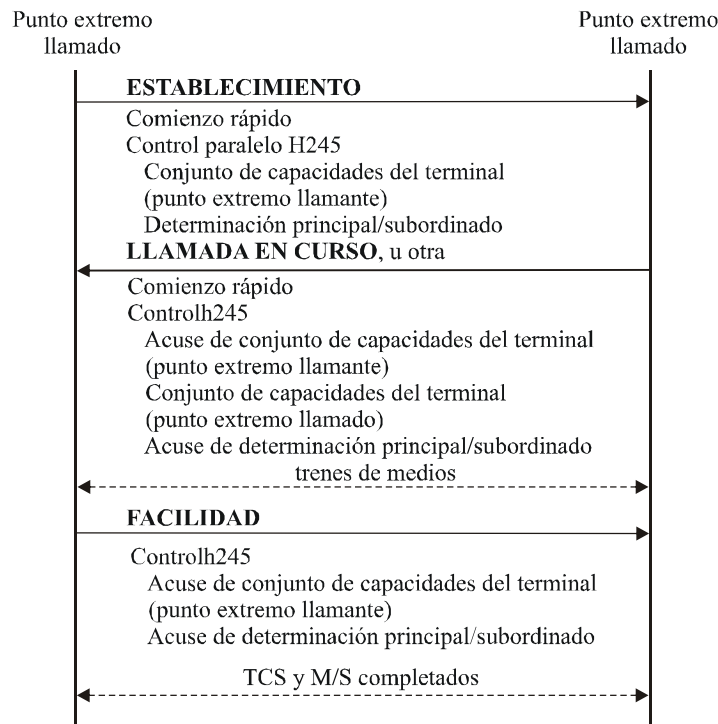 Punto extremo
llamado
Punto extremo
llamado
ESTABLECIMIENTO
Comienzo rápido
Control paralelo H245
Conjunto de capacidades del terminal
(punto extremo llamante)
Determinación principal/subordinado
LLAMADA EN CURSO, u otra
Comienzo rápido
Controlh245
Acuse de conjunto de capacidades del terminal
(punto extremo llamante)
Conjunto de capacidades del terminal
(punto extremo llamado)
Acuse de determinación principal/subordinado
trenes de medios
FACILIDAD
Controlh245
Acuse de conjunto de capacidades del terminal
(punto extremo llamante)
Acuse de determinación principal/subordinado
TCS y M/S completados